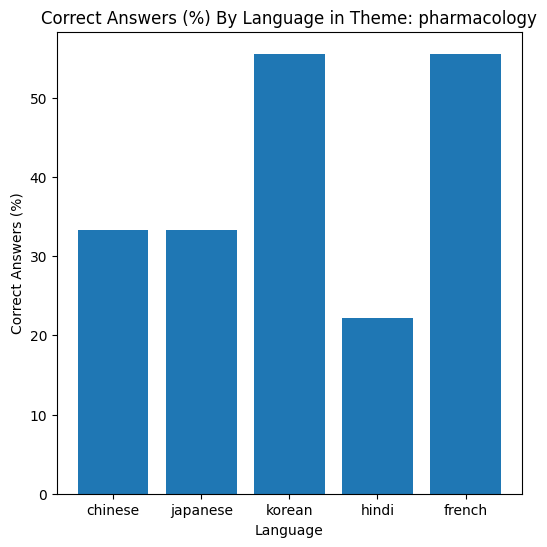 Correct Answers (%) By Language in Theme: pharmacology
Correct Answers (%)
50
40
30
20
10
0
chinese japanese korean hindi french
Language